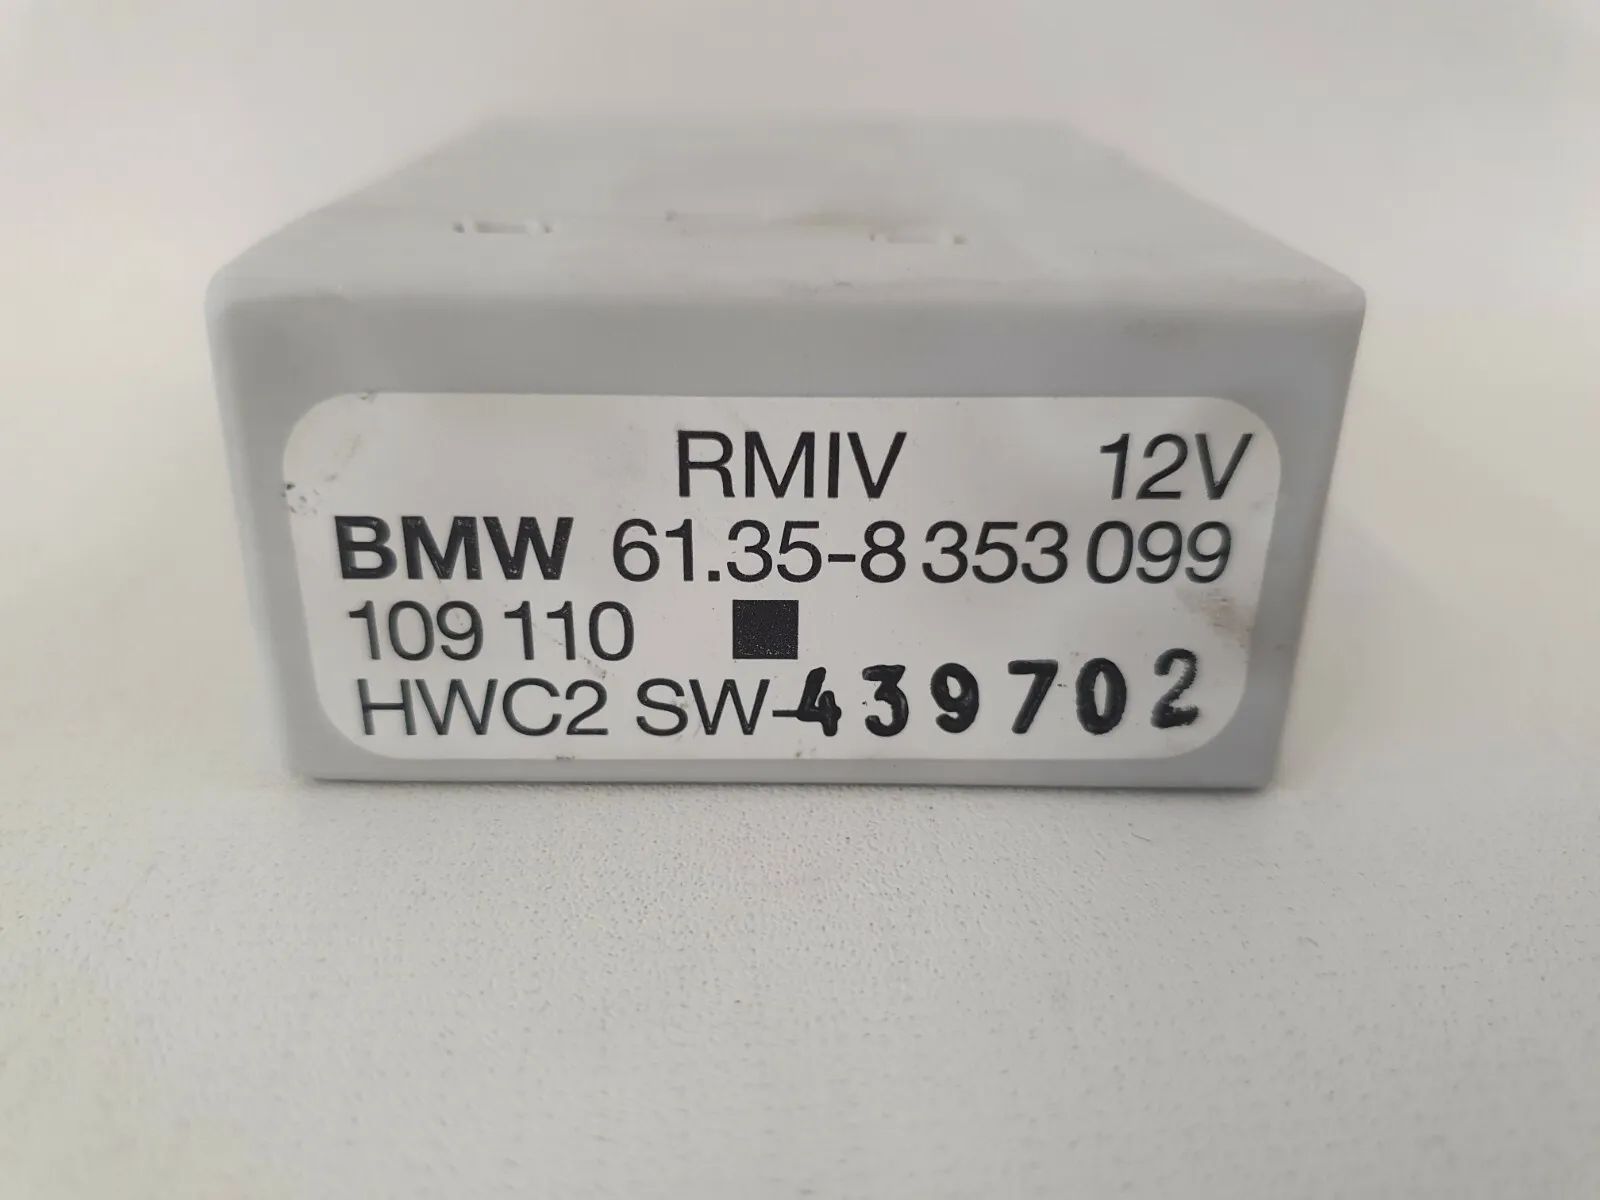 RMIV 12V
BMW 61.35-8 353 099
109 110
HWC2 SW-439702